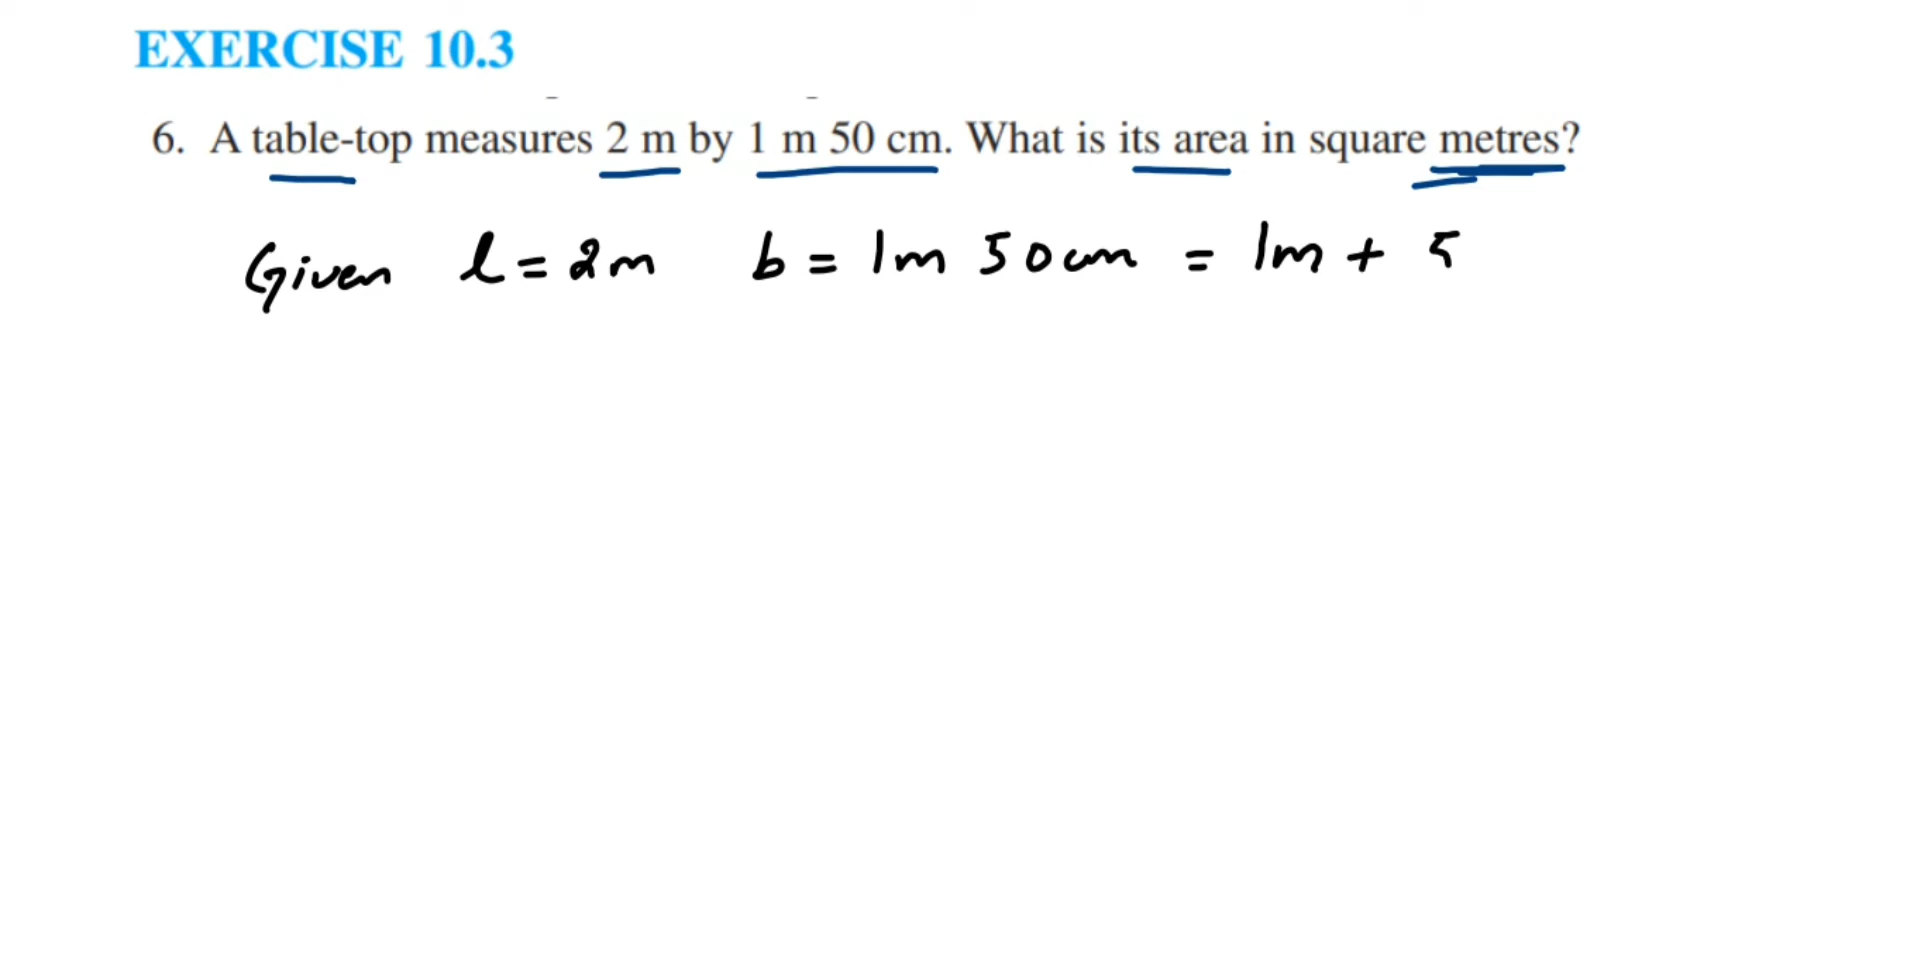 EXERCISE 10.3
6. A table-top measures 2 m by 1 m 50 cm. What is its area in square metres?
Given l = 2m b = 1m 50cm = 1m + 5